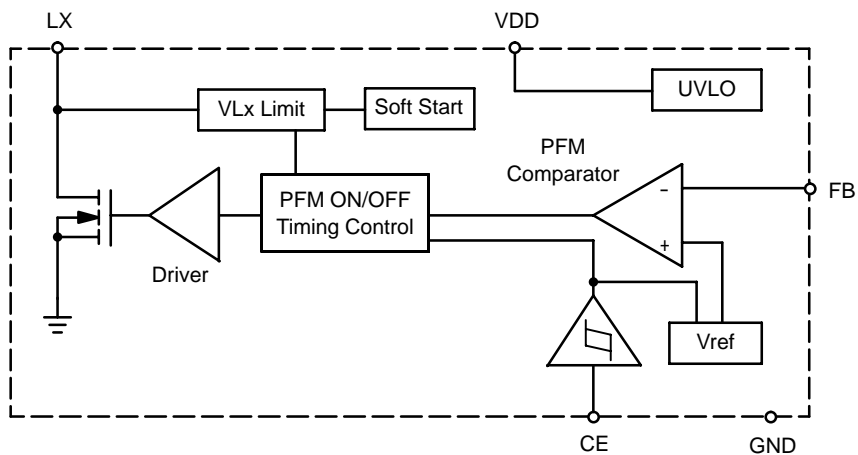 LX
VDD
VLx Limit
Soft Start
UVLO
PFM
Comparator
PFM ON/OFF
Timing Control
–
+
FB
Driver
Vref
CE
GND